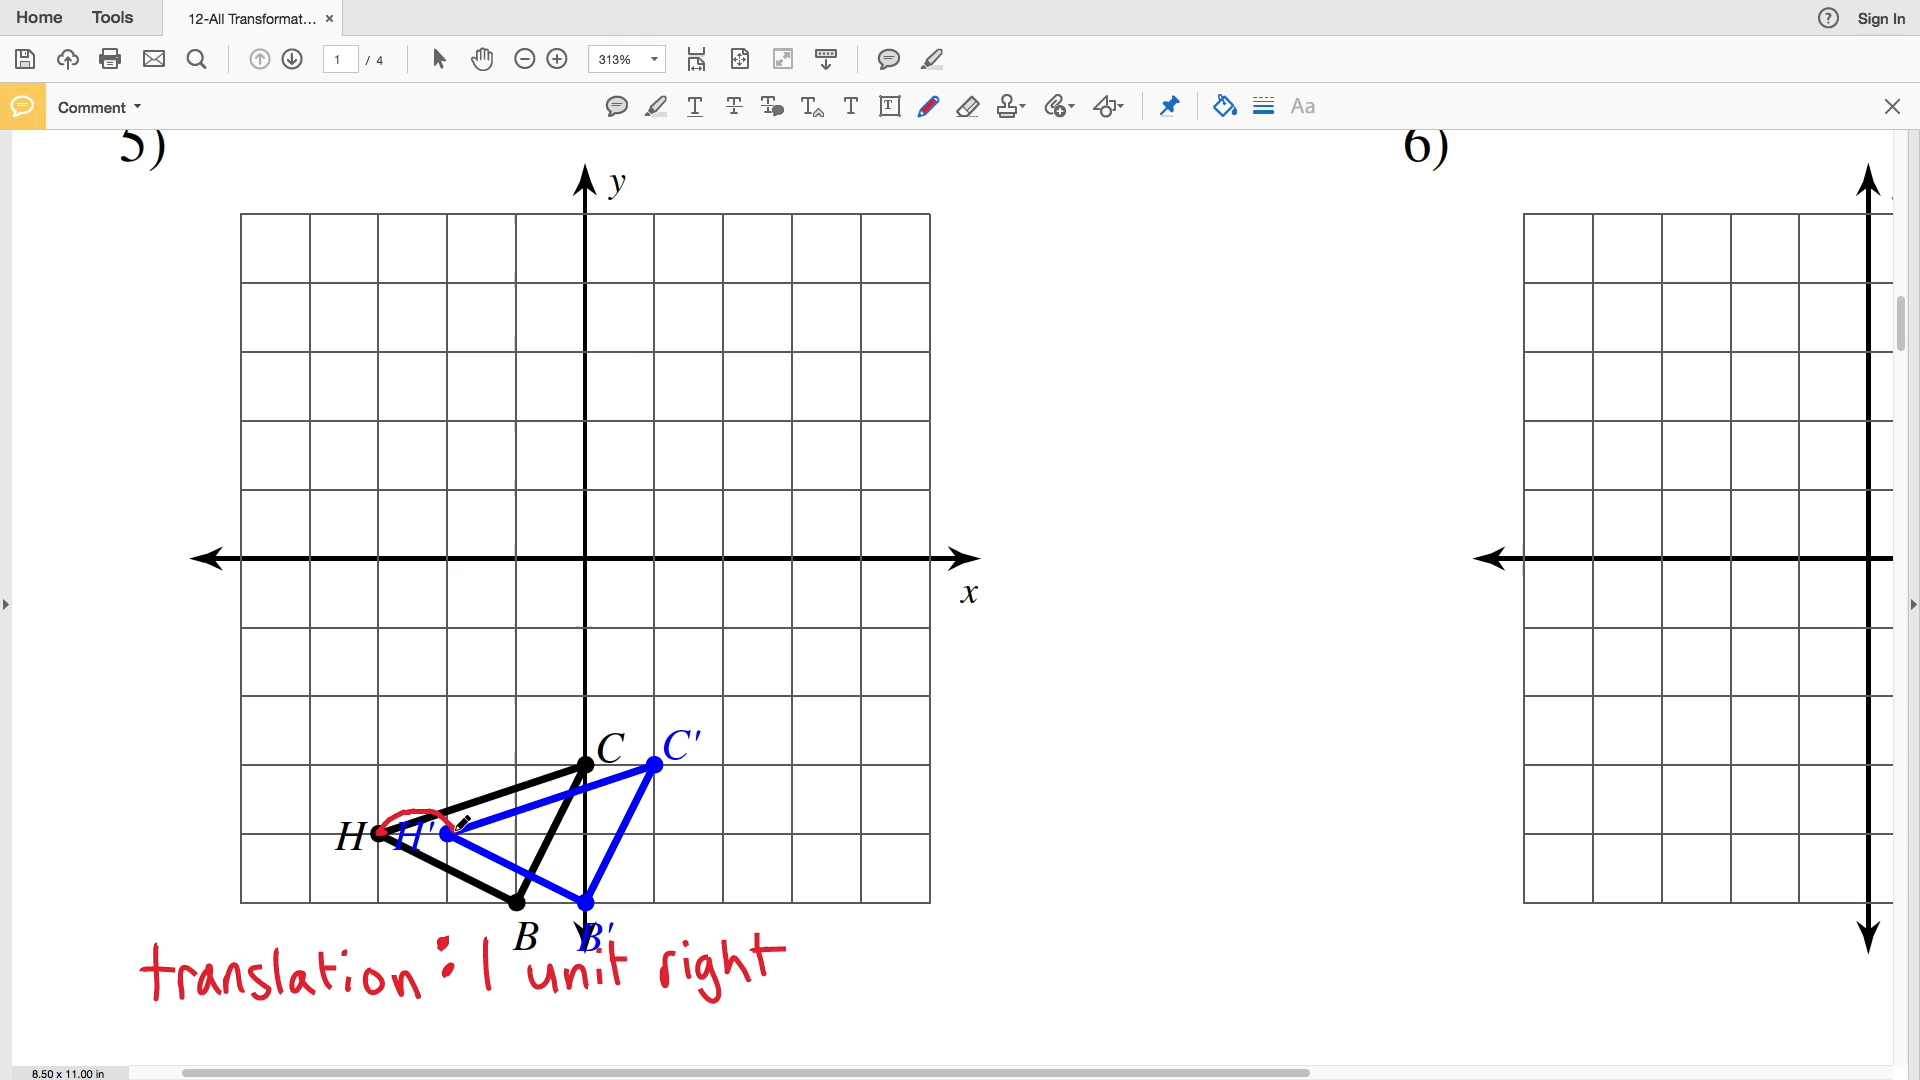 Home Tools 12-All Transformat... × ? Sign In
1 / 4 313%
Comment T T T T T T Aa
5) 6)
y
x
C C'
H H'
B B'
translation: 1 unit right
8.50 x 11.00 in